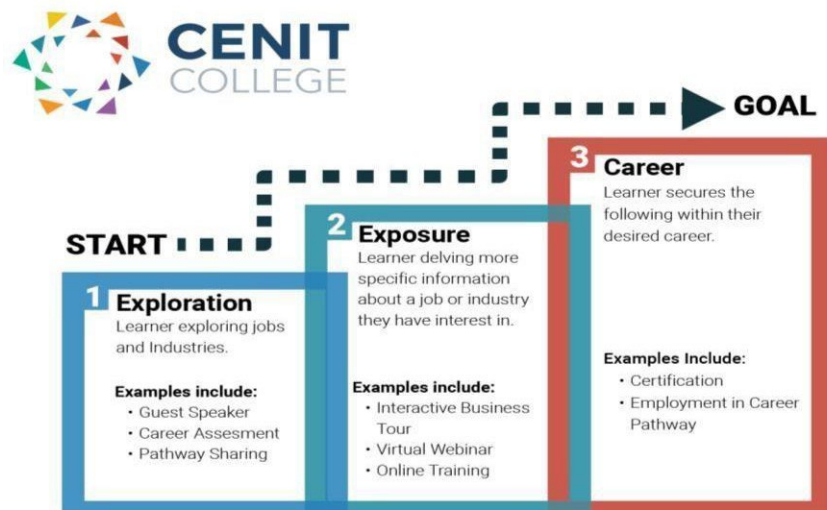 CENIT
COLLEGE
GOAL
START
1 Exploration
Learner exploring jobs
and Industries.
Examples include:
• Guest Speaker
• Career Assesment
• Pathway Sharing
2 Exposure
Learner delving more
specific information
about a job or industry
they have interest in.
Examples include:
• Interactive Business
Tour
• Virtual Webinar
• Online Training
3 Career
Learner secures the
following within their
desired career.
Examples Include:
• Certification
• Employment in Career
Pathway